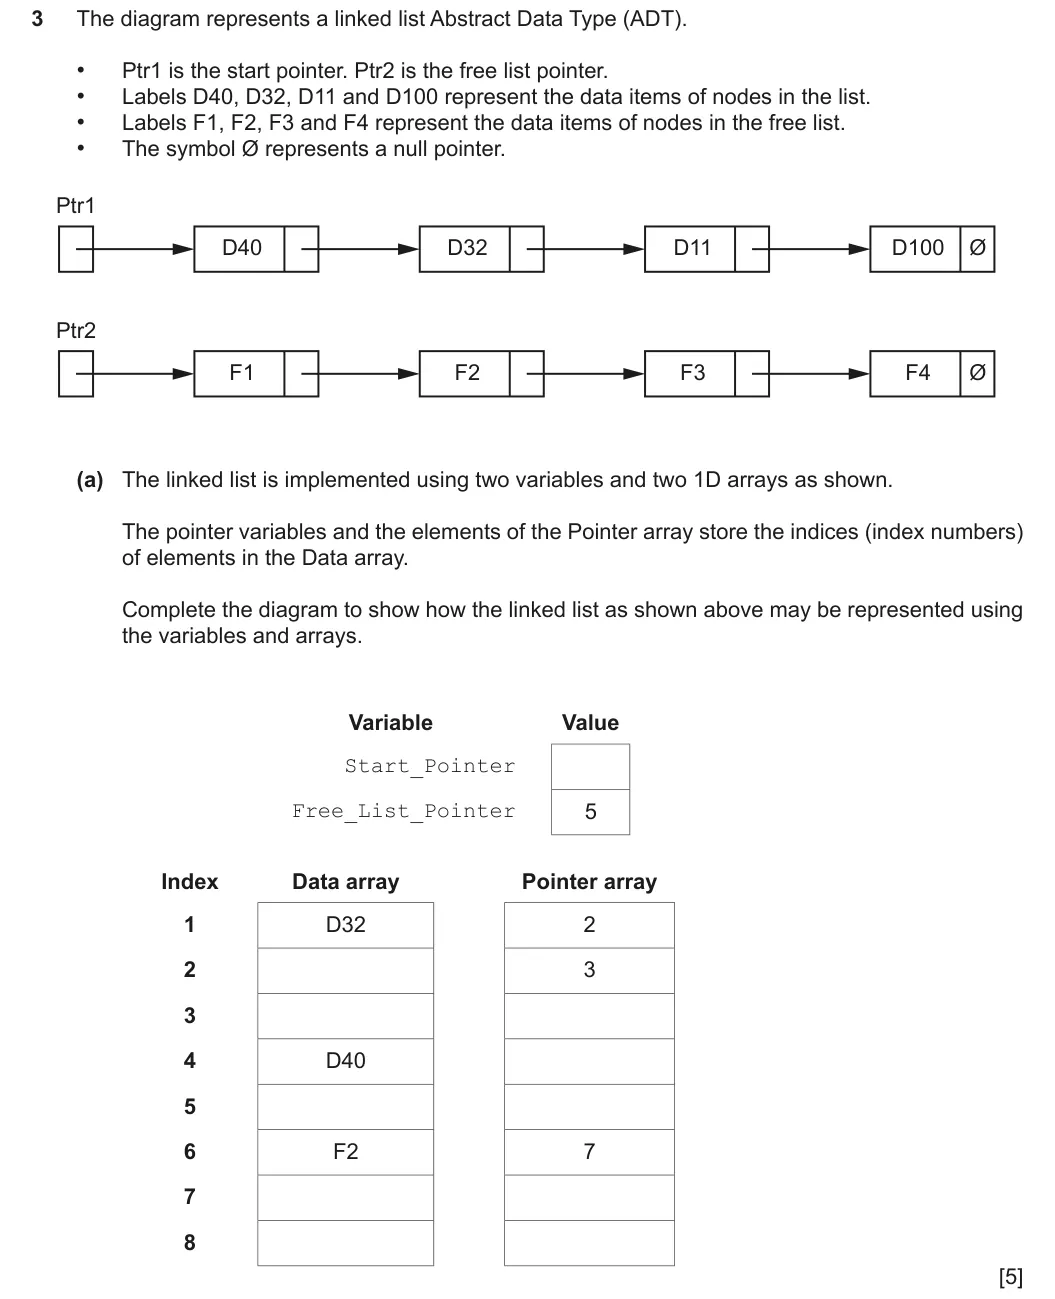 3 The diagram represents a linked list Abstract Data Type (ADT).
• Ptr1 is the start pointer. Ptr2 is the free list pointer.
• Labels D40, D32, D11 and D100 represent the data items of nodes in the list.
• Labels F1, F2, F3 and F4 represent the data items of nodes in the free list.
• The symbol Ø represents a null pointer.
Ptr1
D40 D32 D11 D100 Ø
Ptr2
F1 F2 F3 F4 Ø
(a) The linked list is implemented using two variables and two 1D arrays as shown.
The pointer variables and the elements of the Pointer array store the indices (index numbers)
of elements in the Data array.
Complete the diagram to show how the linked list as shown above may be represented using
the variables and arrays.
Variable Value
Start_Pointer
Free_List_Pointer 5
Index Data array Pointer array
1 D32 2
2 3
3
4 D40
5
6 F2 7
7
8
[5]